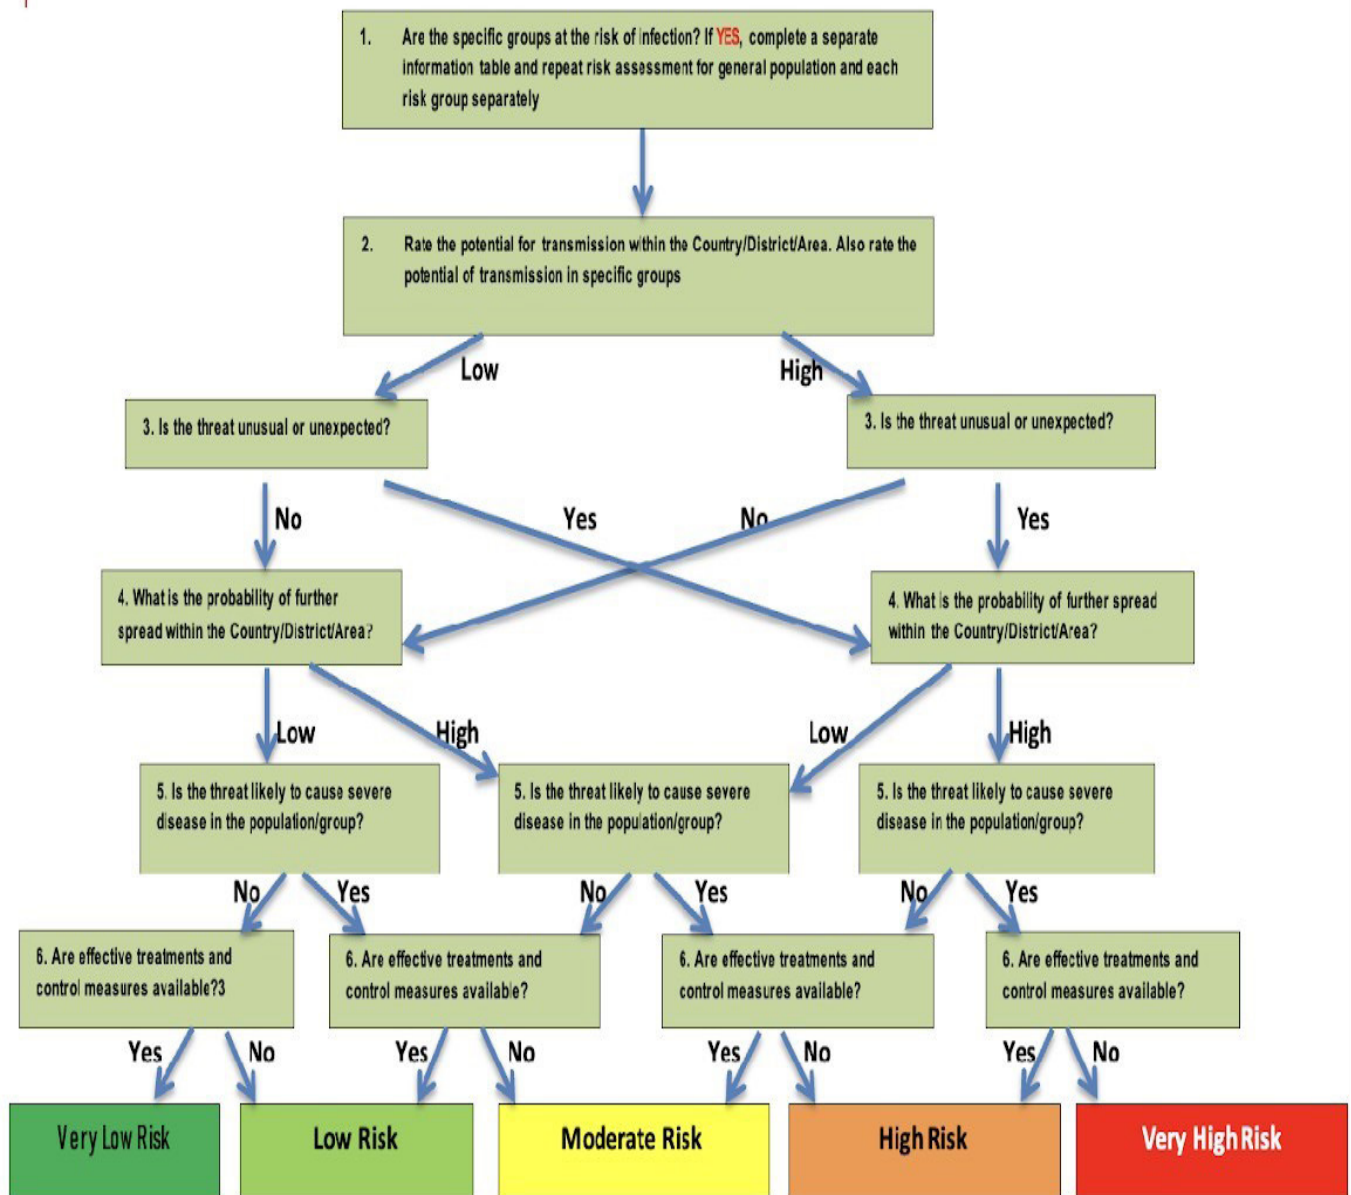 1. Are the specific groups at the risk of infection? If YES, complete a separate
information table and repeat risk assessment for general population and each
risk group separately
2. Rate the potential for transmission within the Country/District/Area. Also rate the
potential of transmission in specific groups
Low
High
3. Is the threat unusual or unexpected?
3. Is the threat unusual or unexpected?
No
Yes
No
Yes
4. What is the probability of further
spread within the Country/District/Area?
4. What is the probability of further spread
within the Country/District/Area?
Low
High
Low
High
5. Is the threat likely to cause severe
disease in the population/group?
5. Is the threat likely to cause severe
disease in the population/group?
5. Is the threat likely to cause severe
disease in the population/group?
No
Yes
No
Yes
No
Yes
6. Are effective treatments and
control measures available?3
6. Are effective treatments and
control measures available?
6. Are effective treatments and
control measures available?
6. Are effective treatments and
control measures available?
Yes
No
Yes
No
Yes
No
Yes
No
Very Low Risk
Low Risk
Moderate Risk
High Risk
Very High Risk